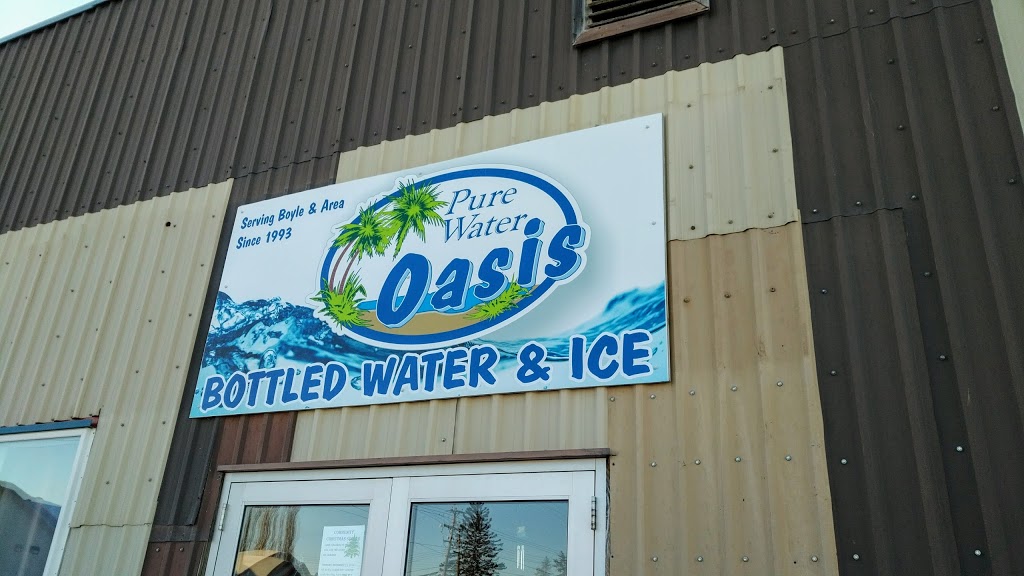 Serving Boyle & Area
Since 1993
Pure
Water
Oasis
BOTTLED WATER & ICE